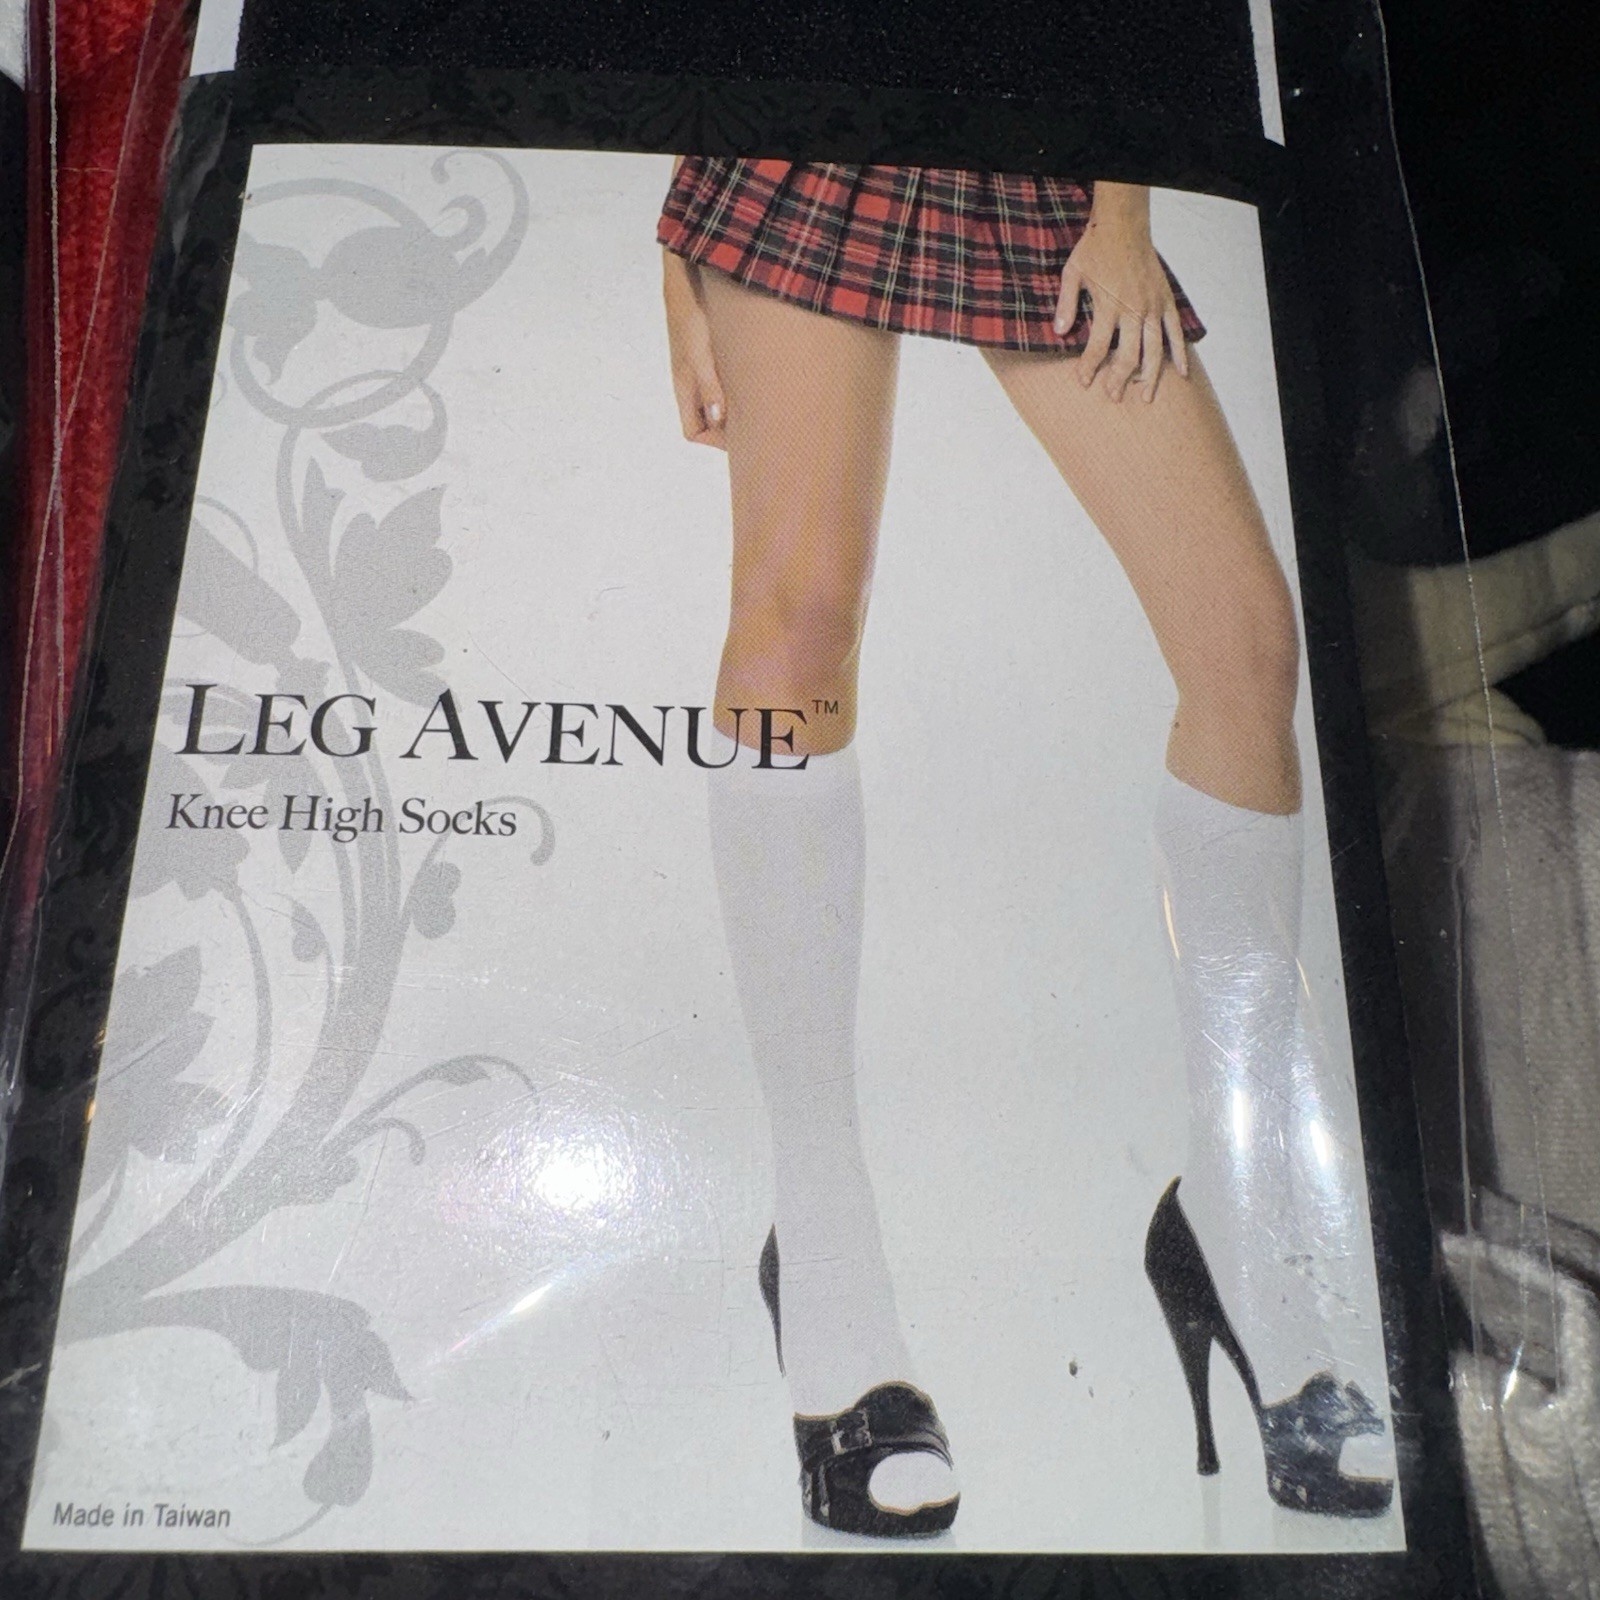 LEG AVENUE™
Knee High Socks
Made in Taiwan